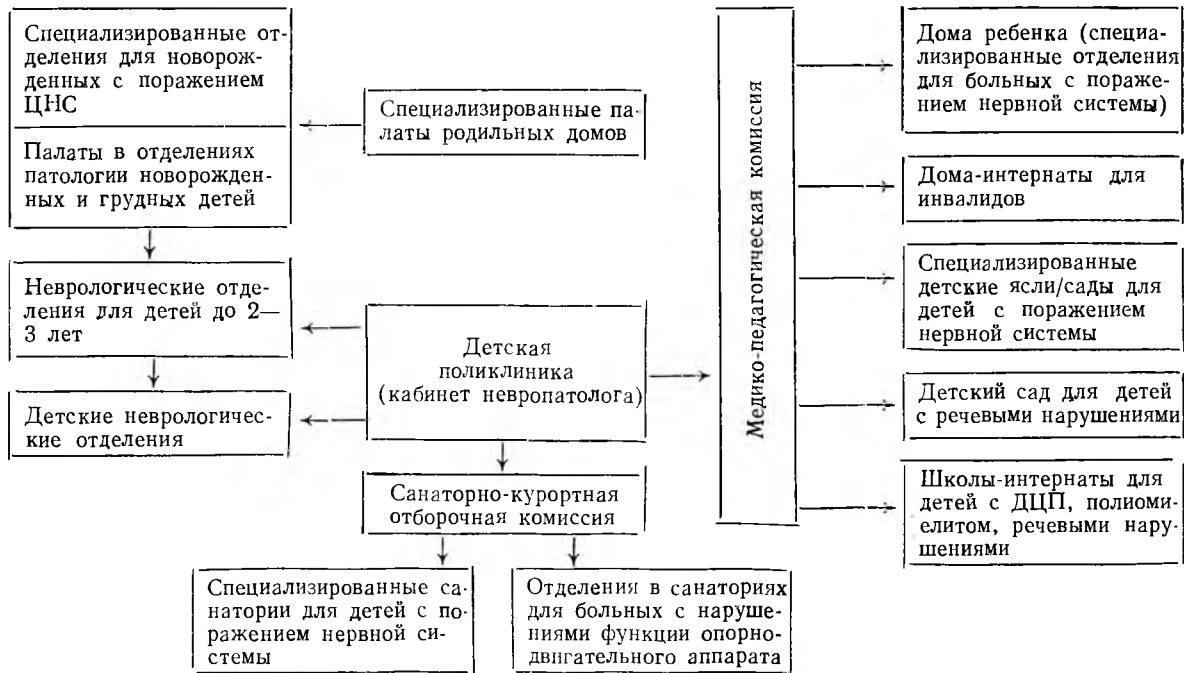 Специализированные от-
деления для новорож-
денных с поражением
ЦНС
Палаты в отделениях
патологии новорожден-
ных и грудных детей
Неврологические отде-
ления для детей до 2—
3 лет
Детские неврологичес-
кие отделения
Специализированные па-
латы родильных домов
Детская
поликлиника
(кабинет невропатолога)
Санаторно-курортная
отборочная комиссия
Специализированные са-
натории для детей с по-
ражением нервной си-
стемы
Отделения в санаториях
для больных с наруше-
ниями функции опорно-
двигательного аппарата
Медико-педагогическая комиссия
Дома ребенка (специа-
лизированные отделения
для больных с пораже-
нием нервной системы)
Дома-интернаты для
инвалидов
Специализированные
детские ясли/сады для
детей с поражением
нервной системы
Детский сад для детей
с речевыми нарушениями
Школы-интернаты для
детей с ДЦП, полиоми-
елитом, речевыми нару-
шениями